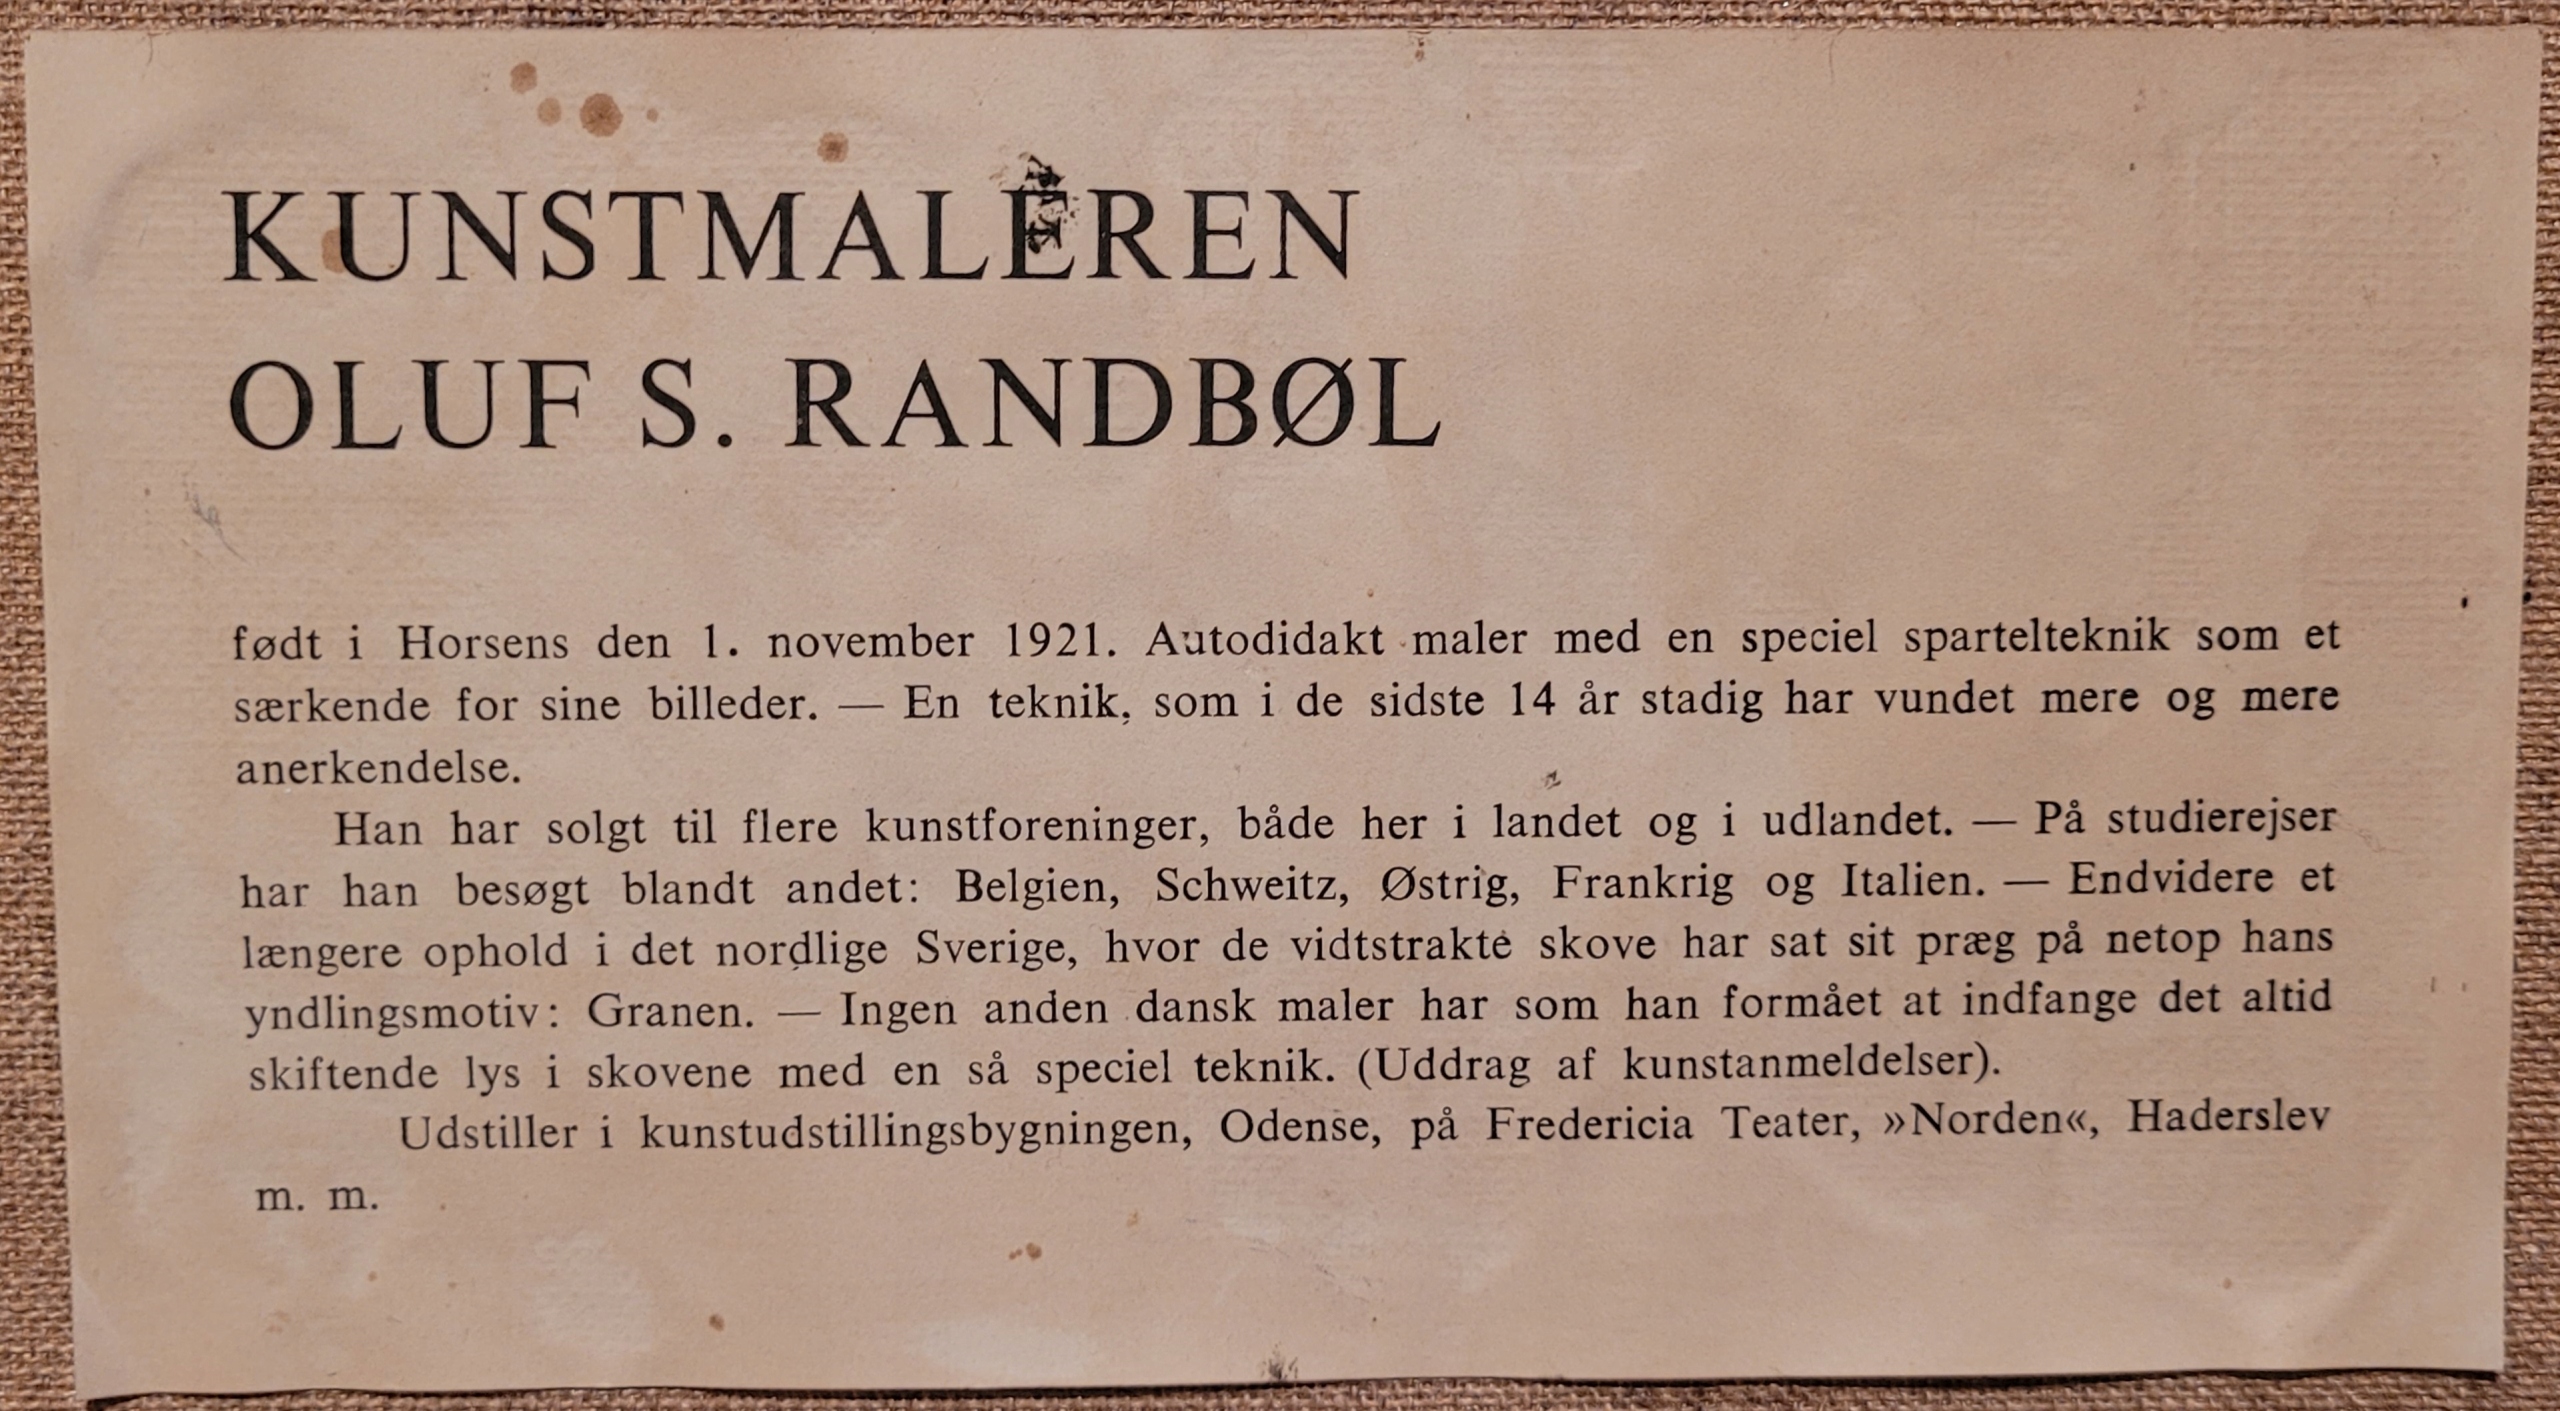 KUNSTMALEREN
OLUF S. RANDBØL
født i Horsens den 1. november 1921. Autodidakt maler med en speciel spartelteknik som et
særkende for sine billeder. — En teknik, som i de sidste 14 år stadig har vundet mere og mere
anerkendelse.
Han har solgt til flere kunstforeninger, både her i landet og i udlandet. — På studierejser
har han besøgt blandt andet: Belgien, Schweitz, Østrig, Frankrig og Italien. — Endvidere et
længere ophold i det nordlige Sverige, hvor de vidtstrakte skove har sat sit præg på netop hans
yndlingsmotiv: Granen. — Ingen anden dansk maler har som han formået at indfange det altid
skiftende lys i skovene med en så speciel teknik. (Uddrag af kunstanmeldelser).
Udstiller i kunstudstillingsbygningen, Odense, på Fredericia Teater, »Norden«, Haderslev
m. m.